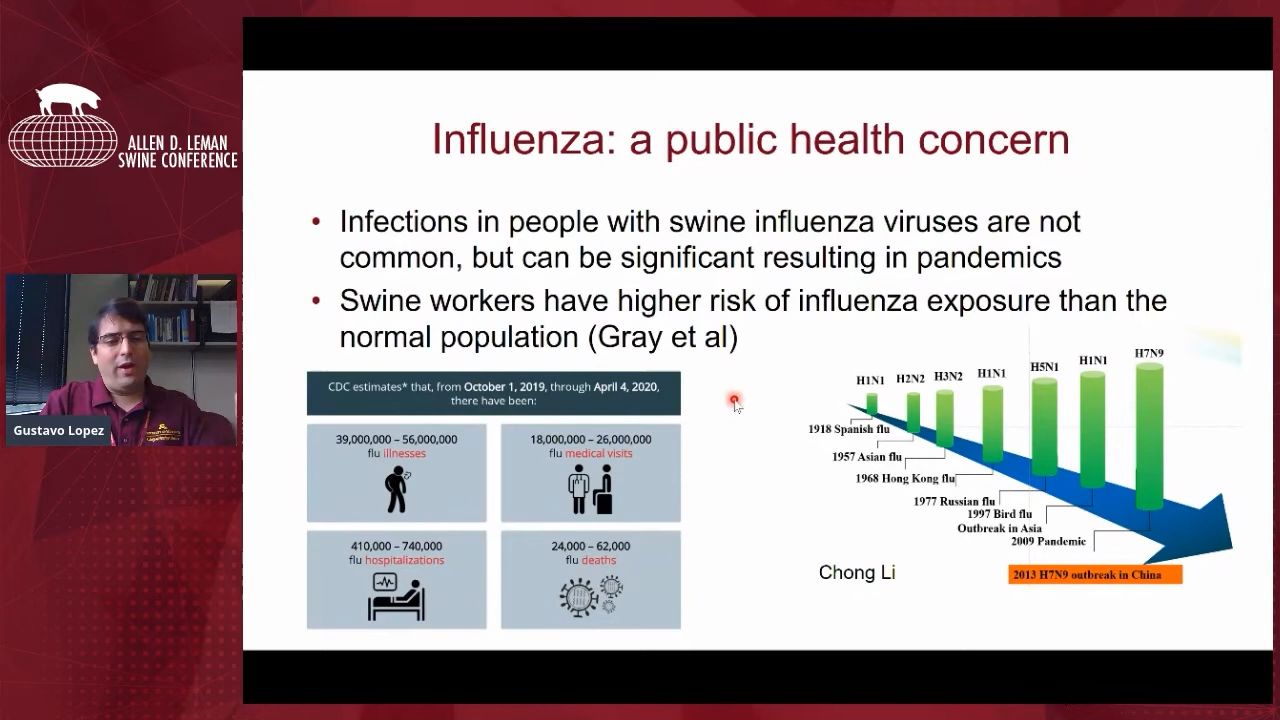 ALLEN D. LEMAN
SWINE CONFERENCE
Gustavo Lopez
Influenza: a public health concern
• Infections in people with swine influenza viruses are not
common, but can be significant resulting in pandemics
• Swine workers have higher risk of influenza exposure than the
normal population (Gray et al)
CDC estimates* that, from October 1, 2019, through April 4, 2020,
there have been:
39,000,000 – 56,000,000
flu illnesses
18,000,000 – 26,000,000
flu medical visits
410,000 – 740,000
flu hospitalizations
24,000 – 62,000
flu deaths
H1N1
H2N2
H3N2
H1N1
H5N1
H1N1
H7N9
1918 Spanish flu
1957 Asian flu
1968 Hong Kong flu
1977 Russian flu
1997 Bird flu
Outbreak in Asia
2009 Pandemic
2013 H7N9 outbreak in China
Chong Li